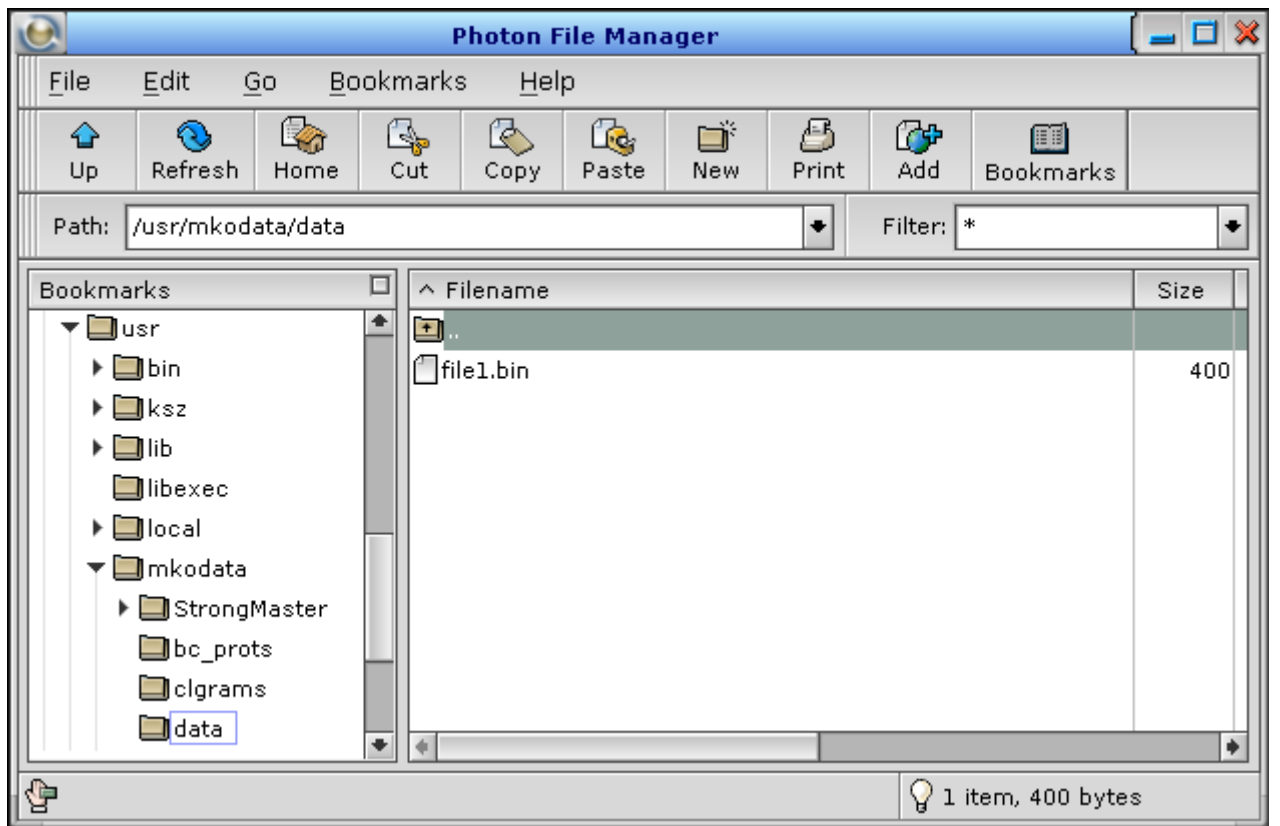 Photon File Manager
File Edit Go Bookmarks Help
Up Refresh Home Cut Copy Paste New Print Add Bookmarks
Path: /usr/mkodata/data Filter: *
Bookmarks
usr
bin
ksz
lib
libexec
local
mkodata
StrongMaster
bc_prots
clgrams
data
^ Filename Size
..
file1.bin 400
1 item, 400 bytes